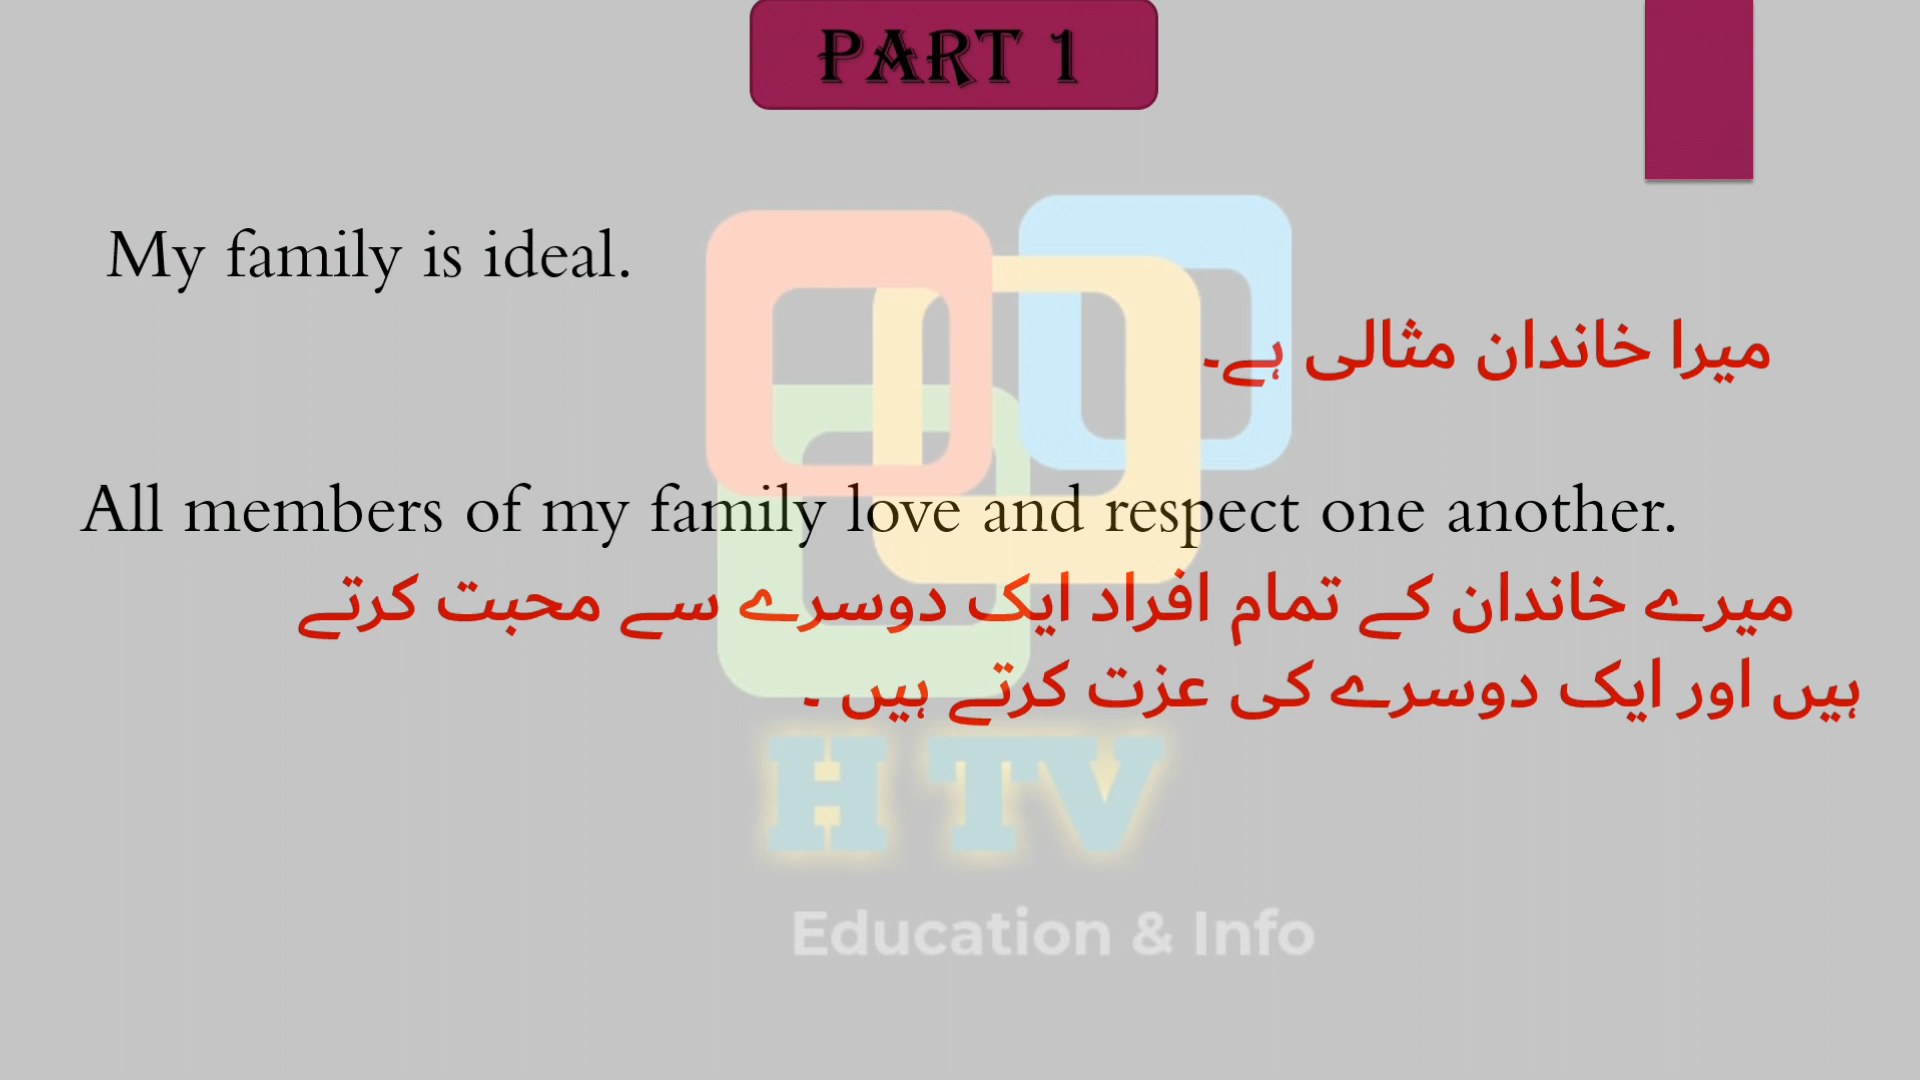 PART 1
My family is ideal.
میرا خاندان مثالی ہے۔
All members of my family love and respect one another.
میرے خاندان کے تمام افراد ایک دوسرے سے محبت کرتے
ہیں اور ایک دوسرے کی عزت کرتے ہیں ۔
H TV
Education & Info